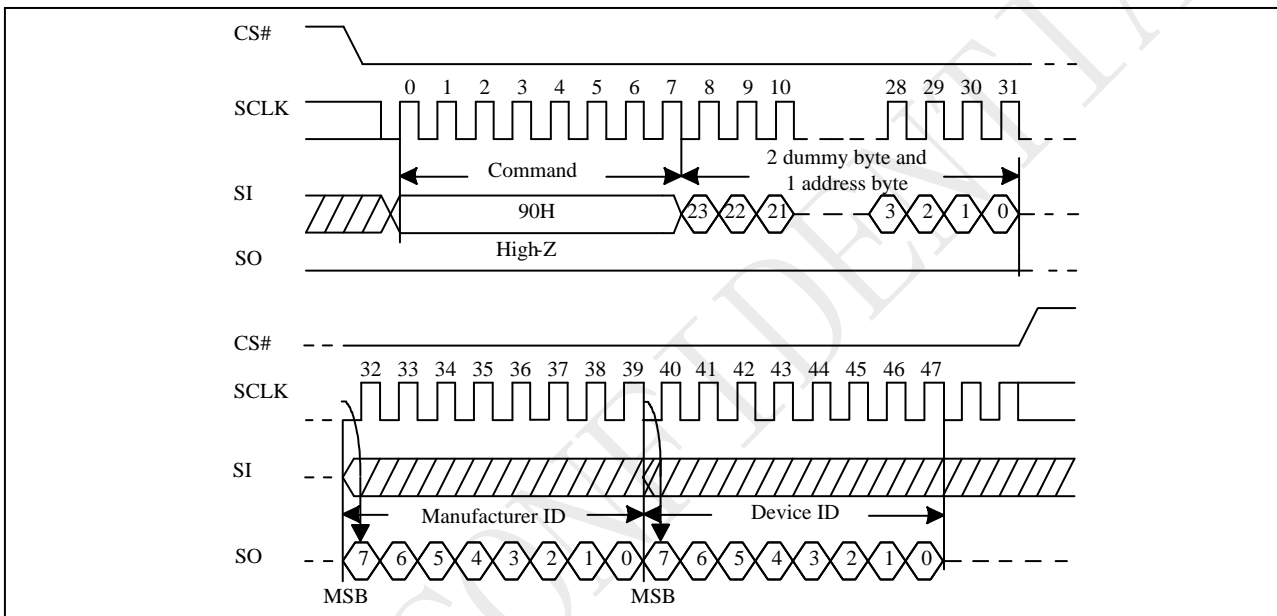 CS#
0 1 2 3 4 5 6 7 8 9 10 28 29 30 31
SCLK
Command
2 dummy byte and
1 address byte
SI
90H
23 22 21 3 2 1 0
High-Z
SO
CS#
32 33 34 35 36 37 38 39 40 41 42 43 44 45 46 47
SCLK
SI
Manufacturer ID
Device ID
SO
7 6 5 4 3 2 1 0 7 6 5 4 3 2 1 0
MSB MSB
CONFIDENTIA